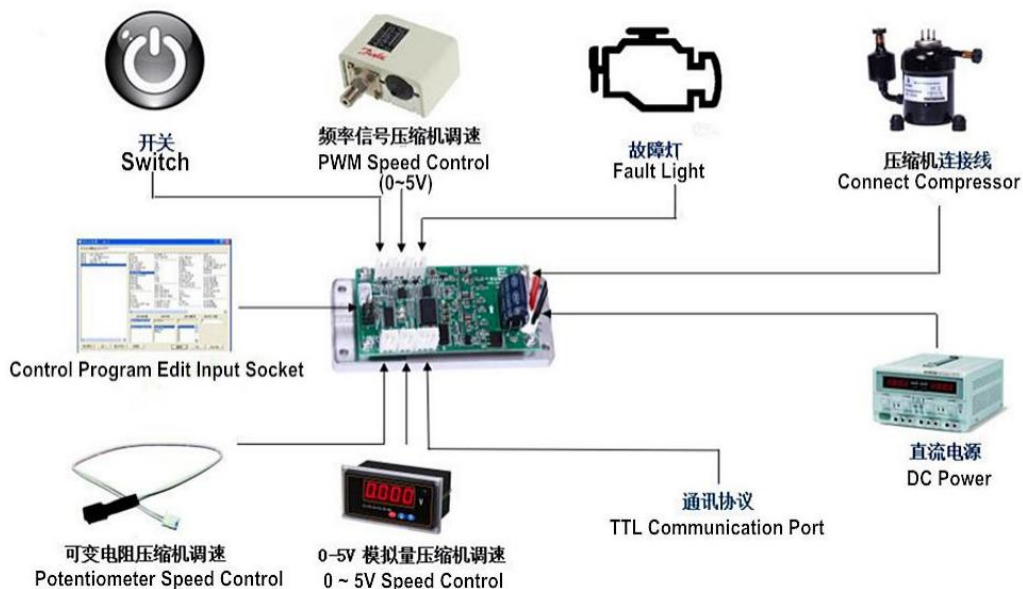 开关
Switch
频率信号压缩机调速
PWM Speed Control
(0~5V)
故障灯
Fault Light
压缩机连接线
Connect Compressor
Control Program Edit Input Socket
直流电源
DC Power
0.000
V
通讯协议
TTL Communication Port
可变电阻压缩机调速
Potentiometer Speed Control
0-5V 模拟量压缩机调速
0 ~ 5V Speed Control